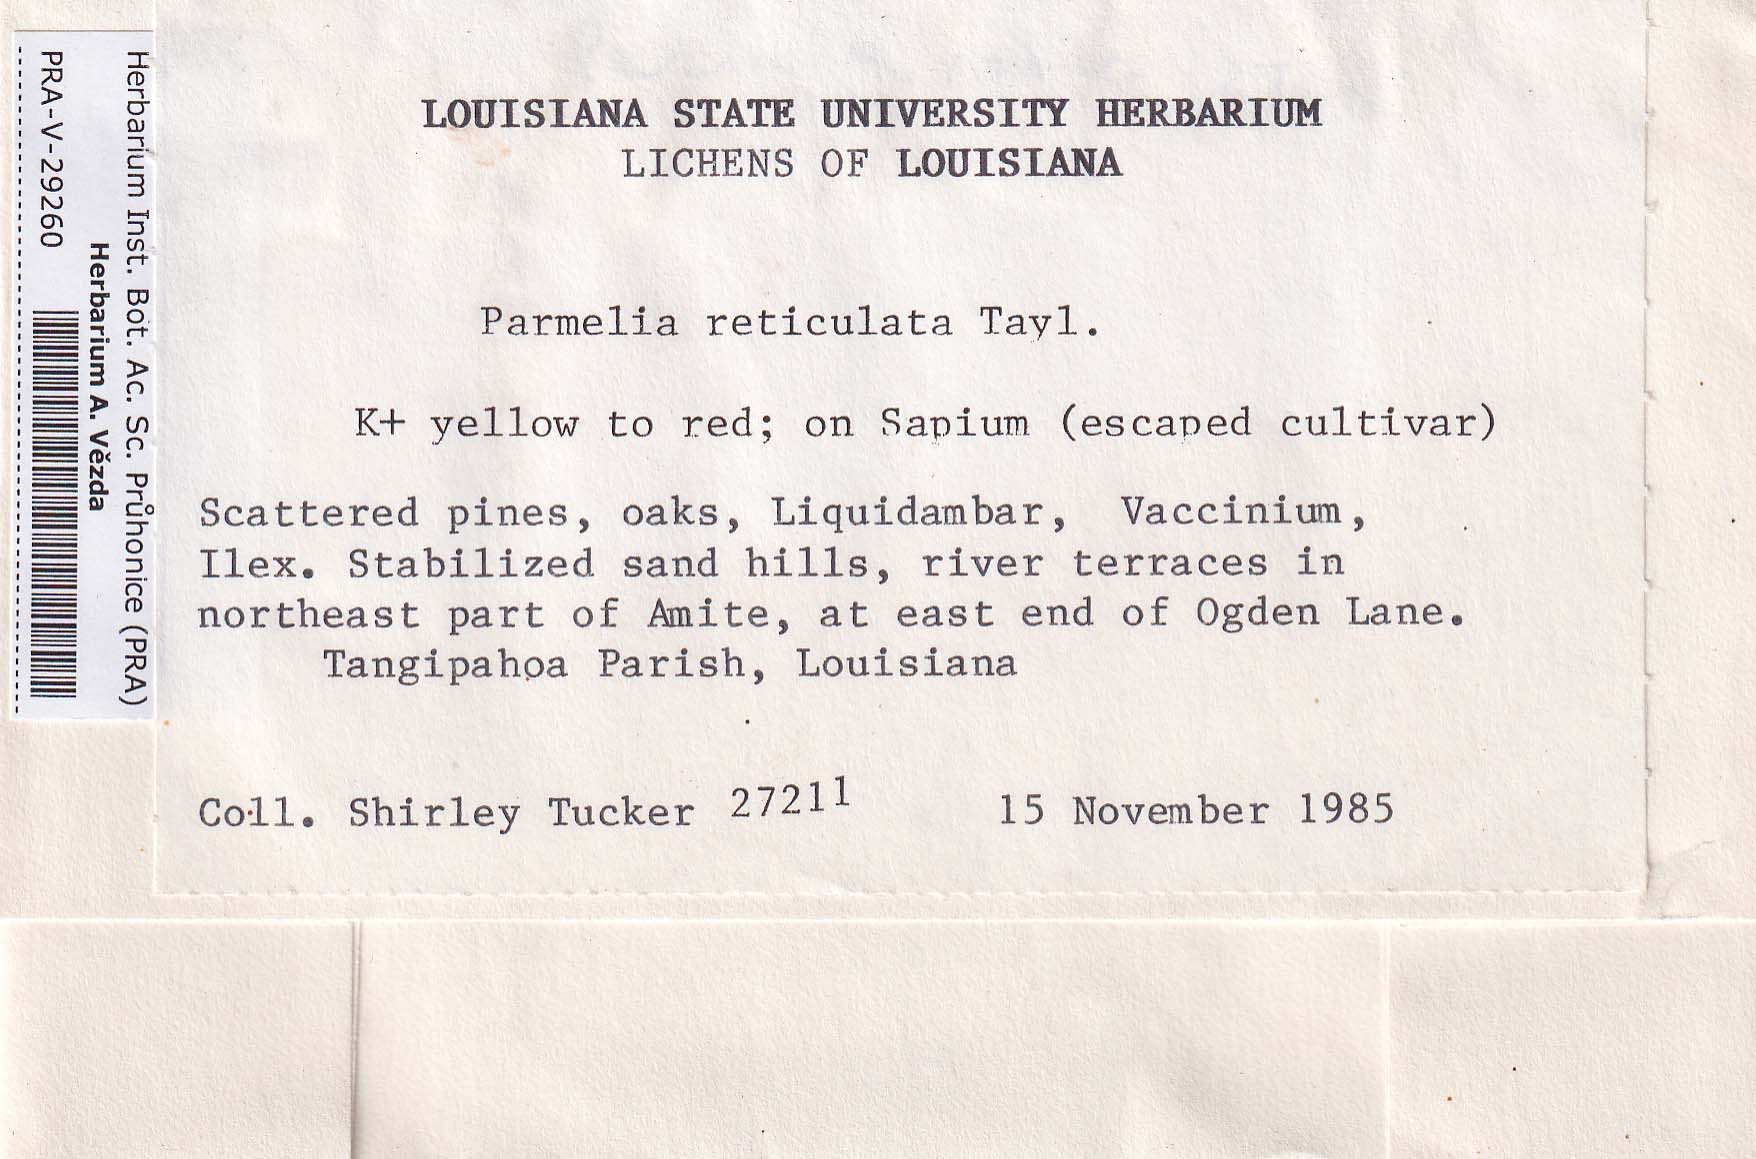 LOUISIANA STATE UNIVERSITY HERBARIUM
LICHENS OF LOUISIANA
Parmelia reticulata Tayl.
K+ yellow to red; on Sapium (escaped cultivar)
Scattered pines, oaks, Liquidambar, Vaccinium,
Ilex. Stabilized sand hills, river terraces in
northeast part of Amite, at east end of Ogden Lane.
Tangipahoa Parish, Louisiana
Coll. Shirley Tucker 27211 15 November 1985
Herbarium Inst. Bot. Ac. Sc. Průhonice (PRA)
Herbarium A. Vězda
PRA-V-29260